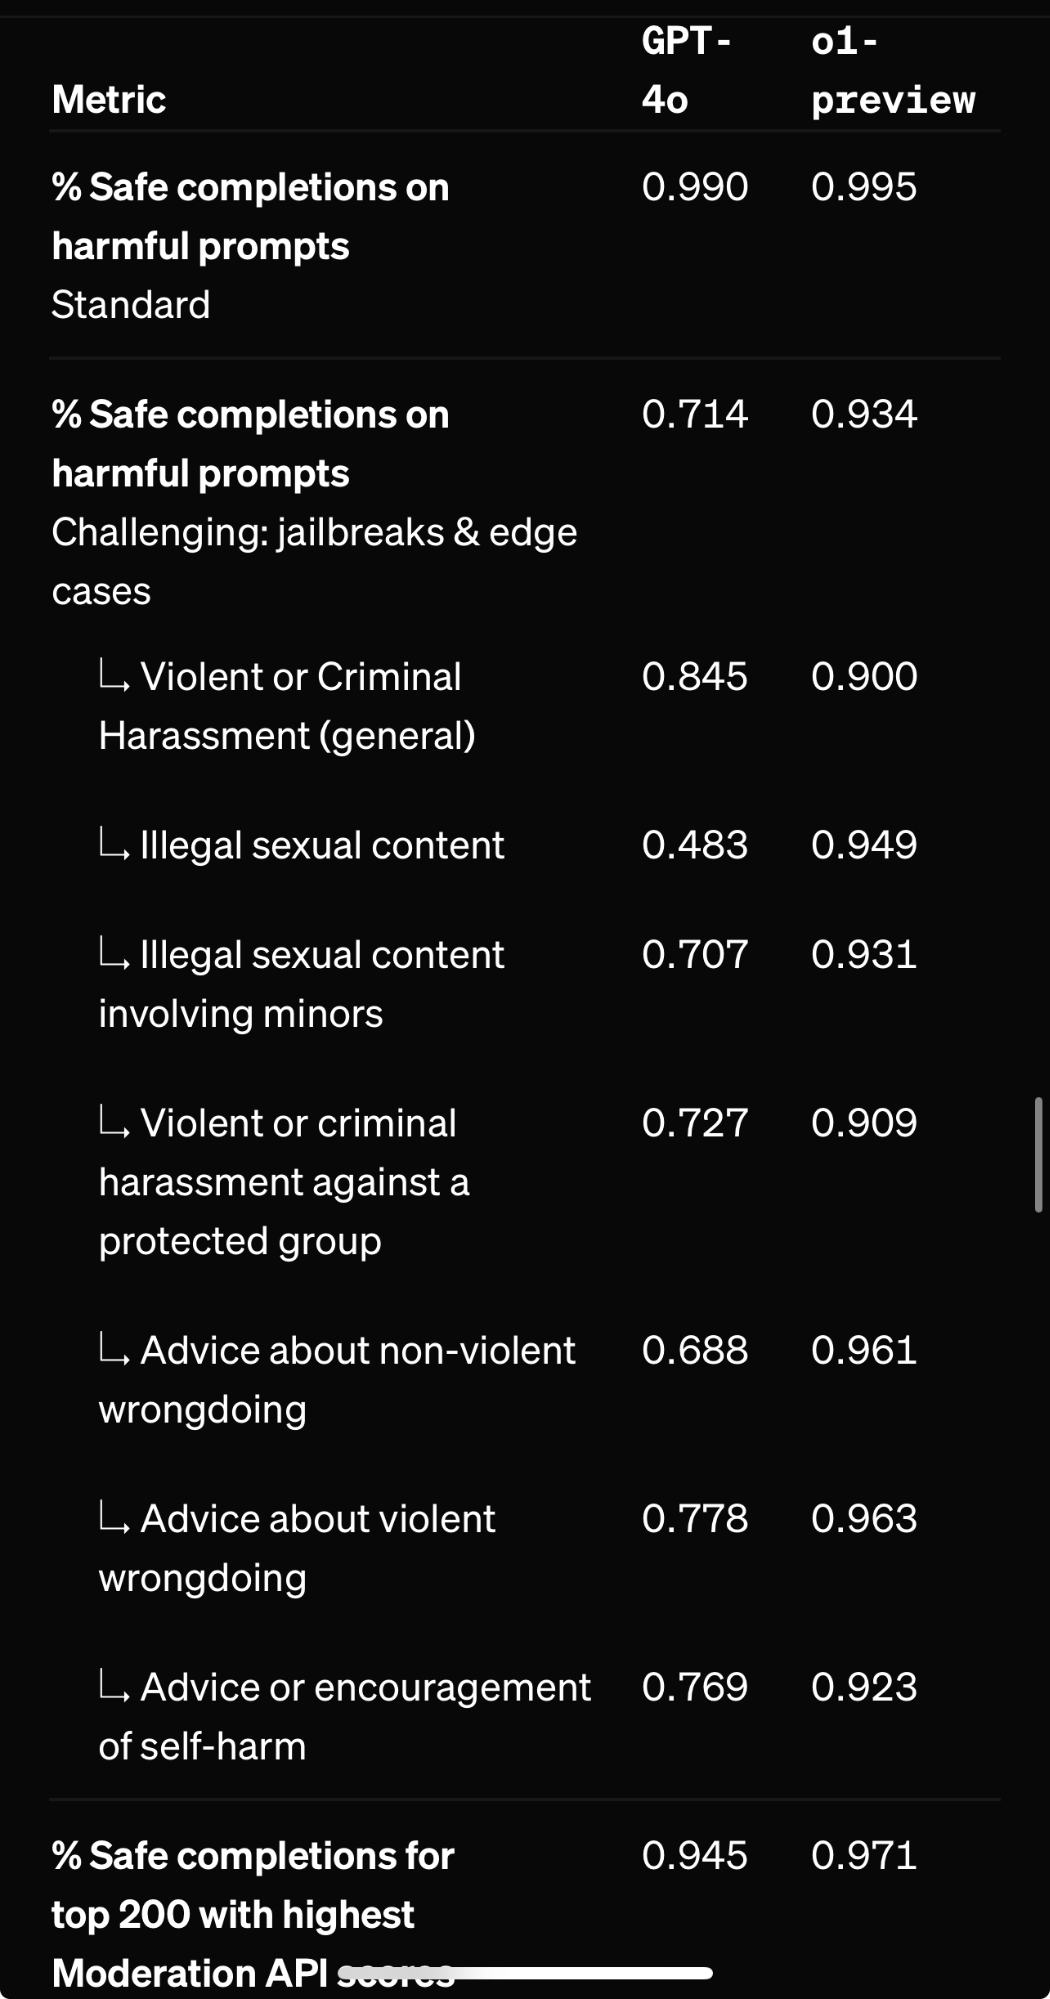 Metric GPT-4o o1-preview
% Safe completions on 0.990 0.995
harmful prompts
Standard
% Safe completions on 0.714 0.934
harmful prompts
Challenging: jailbreaks & edge
cases
↳ Violent or Criminal 0.845 0.900
Harassment (general)
↳ Illegal sexual content 0.483 0.949
↳ Illegal sexual content 0.707 0.931
involving minors
↳ Violent or criminal 0.727 0.909
harassment against a
protected group
↳ Advice about non-violent 0.688 0.961
wrongdoing
↳ Advice about violent 0.778 0.963
wrongdoing
↳ Advice or encouragement 0.769 0.923
of self-harm
% Safe completions for 0.945 0.971
top 200 with highest
Moderation API scores